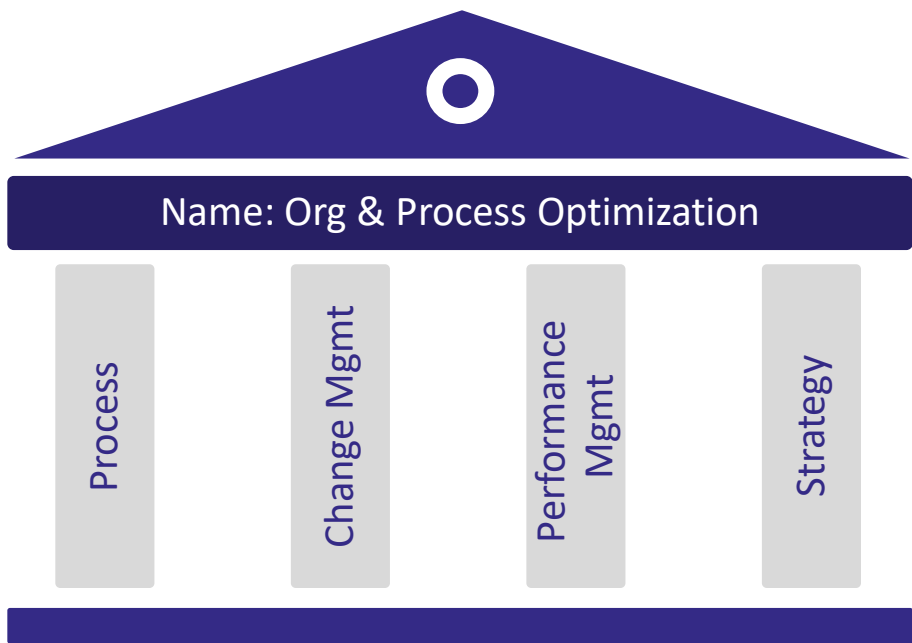 Name: Org & Process Optimization
Process
Change Mgmt
Performance
Mgmt
Strategy